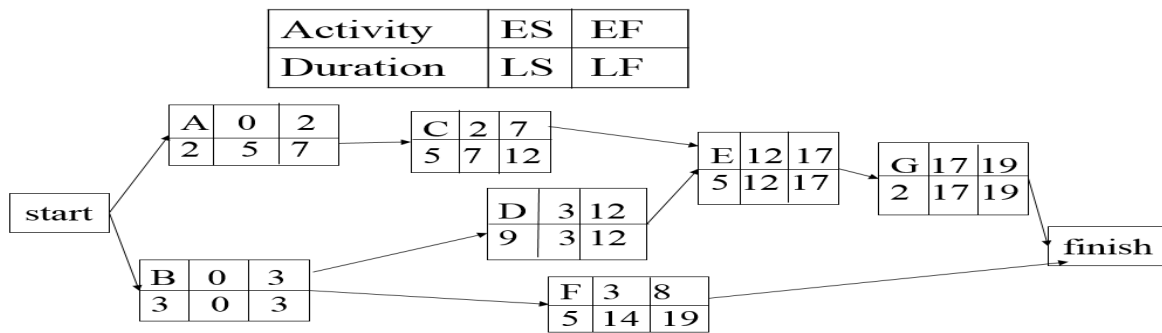 Activity ES EF
Duration LS LF
A 0 2
2 5 7
C 2 7
5 7 12
E 12 17
5 12 17
G 17 19
2 17 19
start
D 3 12
9 3 12
finish
B 0 3
3 0 3
F 3 8
5 14 19